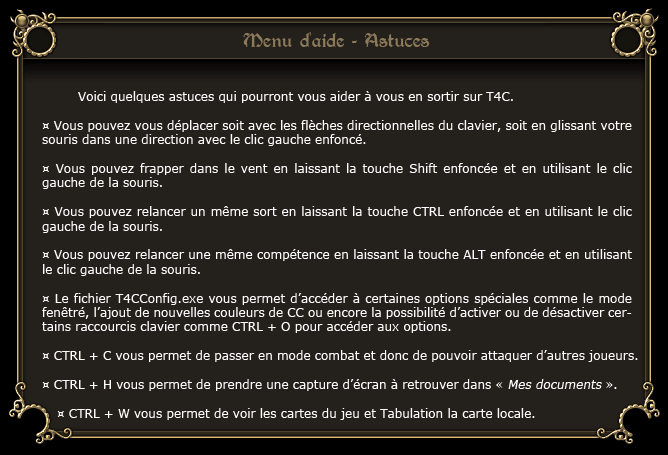 Menu d'aide - Astuces
Voici quelques astuces qui pourront vous aider à vous en sortir sur T4C.
¤ Vous pouvez vous déplacer soit avec les flèches directionnelles du clavier, soit en glissant votre
souris dans une direction avec le clic gauche enfoncé.
¤ Vous pouvez frapper dans le vent en laissant la touche Shift enfoncée et en utilisant le clic
gauche de la souris.
¤ Vous pouvez relancer un même sort en laissant la touche CTRL enfoncée et en utilisant le clic
gauche de la souris.
¤ Vous pouvez relancer une même compétence en laissant la touche ALT enfoncée et en utilisant
le clic gauche de la souris.
¤ Le fichier T4CConfig.exe vous permet d'accéder à certaines options spéciales comme le mode
fenêtré, l'ajout de nouvelles couleurs de CC ou encore la possibilité d'activer ou de désactiver cer-
tains raccourcis clavier comme CTRL + O pour accéder aux options.
¤ CTRL + C vous permet de passer en mode combat et donc de pouvoir attaquer d'autres joueurs.
¤ CTRL + H vous permet de prendre une capture d'écran à retrouver dans « Mes documents ».
¤ CTRL + W vous permet de voir les cartes du jeu et Tabulation la carte locale.